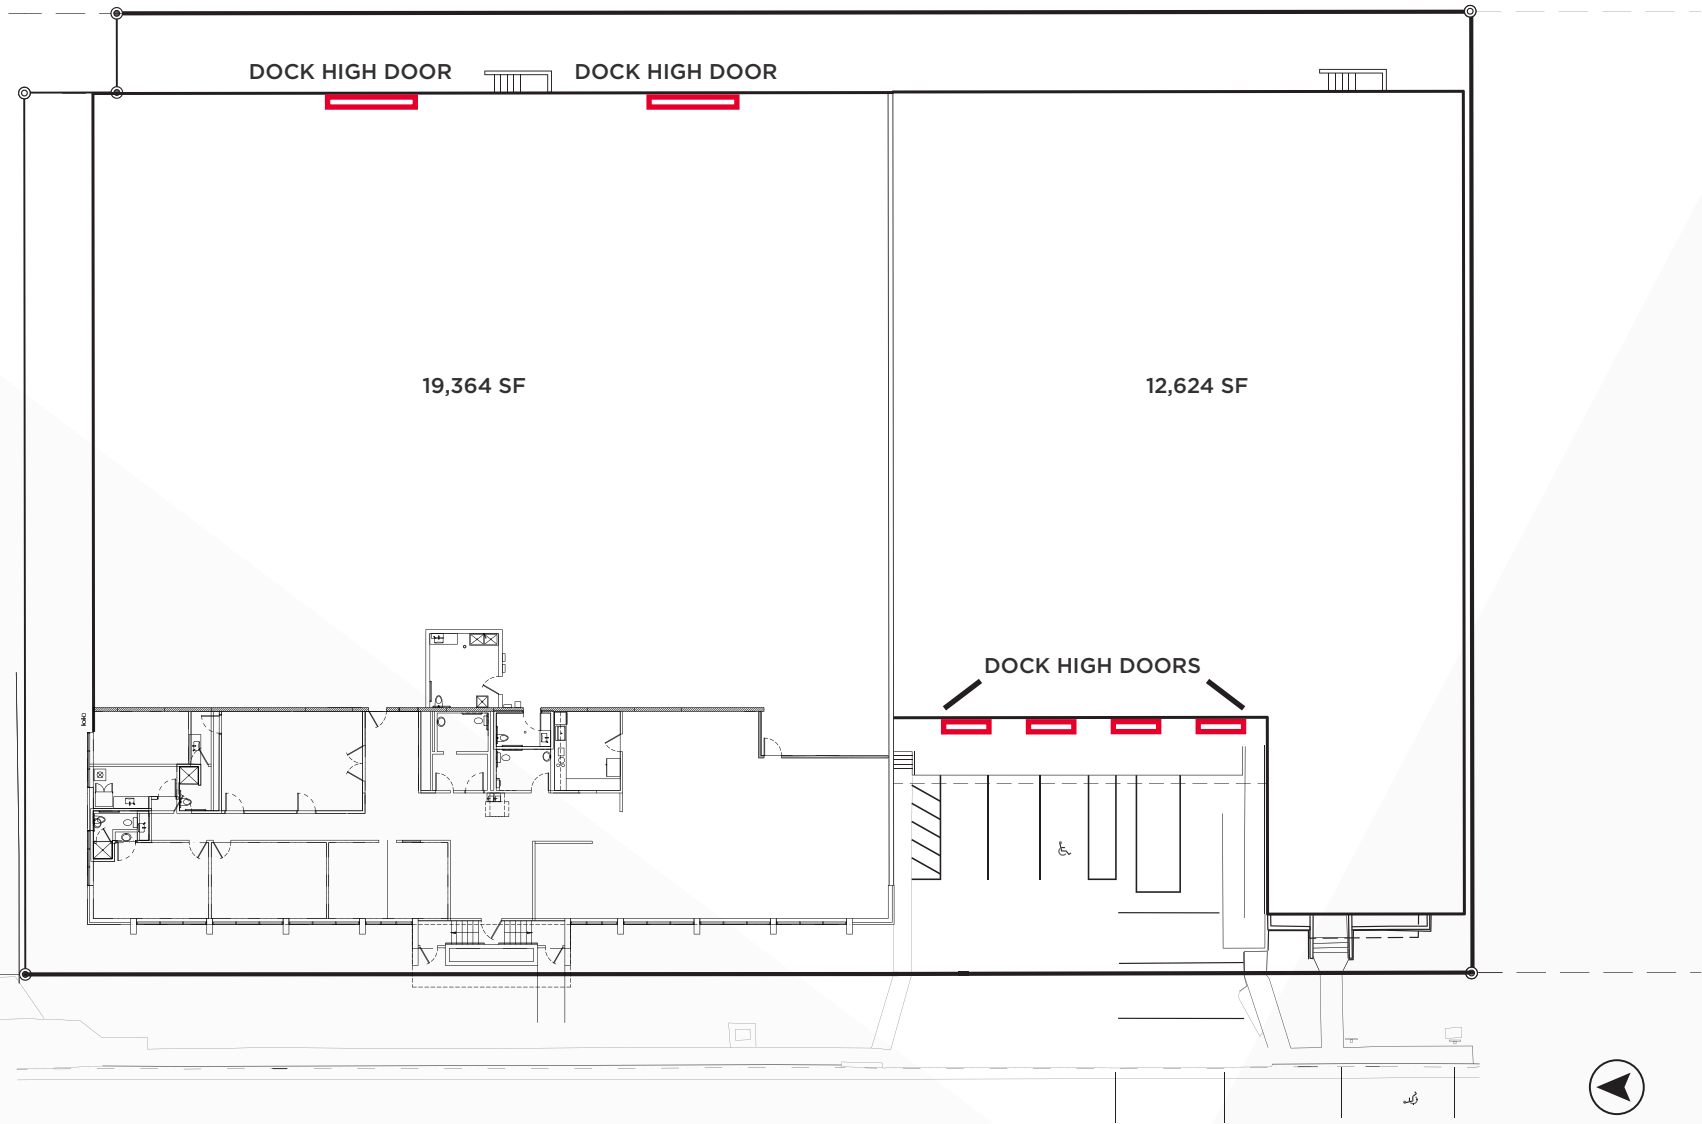 DOCK HIGH DOOR
DOCK HIGH DOOR
19,364 SF
12,624 SF
DOCK HIGH DOORS